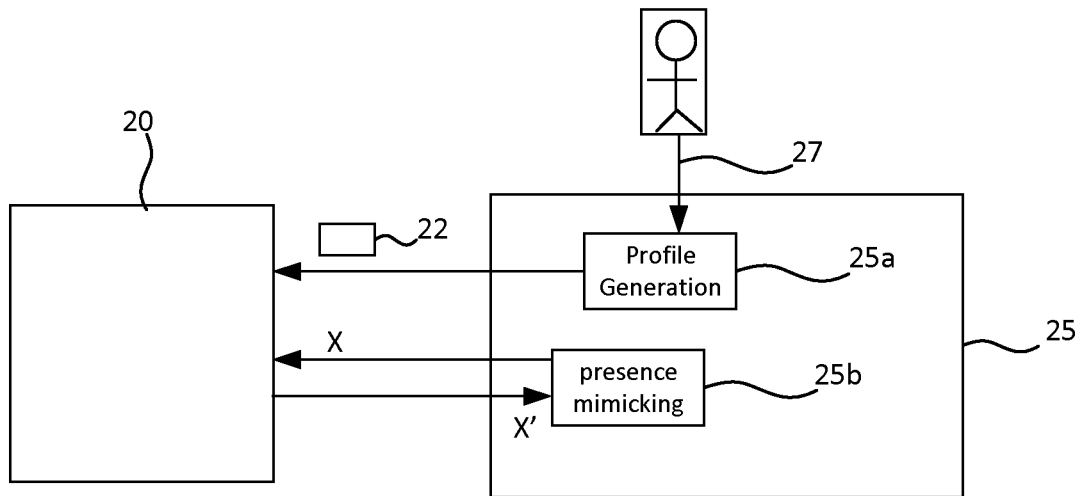 20
27
22
Profile
Generation
25a
X
25
presence
mimicking
25b
X'